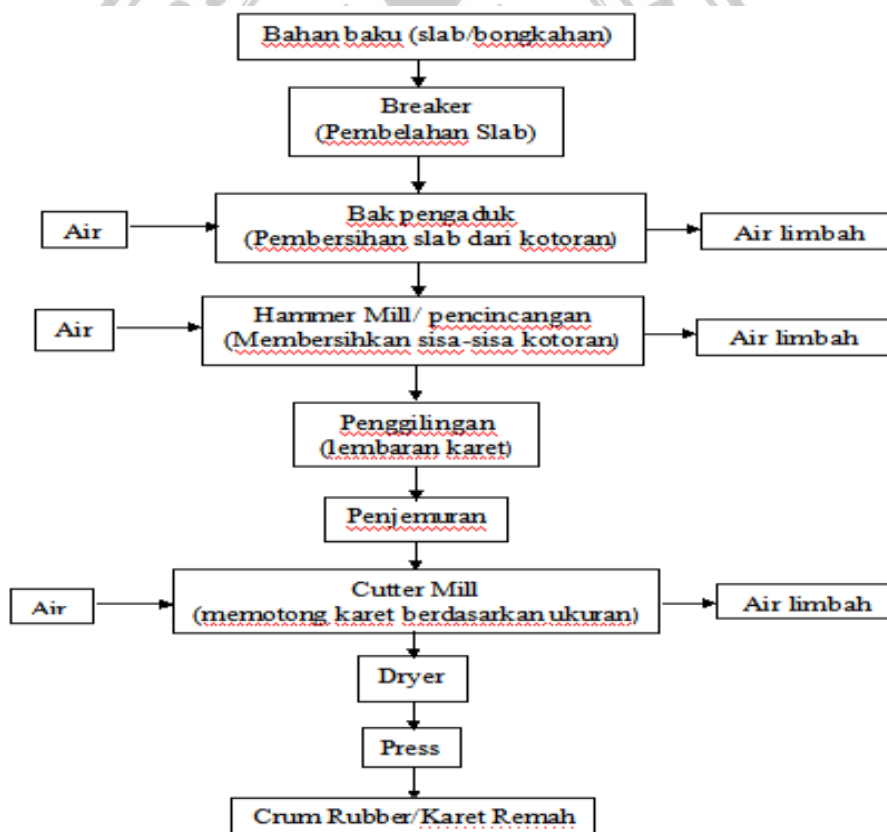 Bahan baku (slab/bongkahan)
Breaker
(Pembelahan Slab)
Air
Bak pengaduk
(Pembersihan slab dari kotoran)
Air limbah
Air
Hammer Mill/ pencincangan
(Membersihkan sisa-sisa kotoran)
Air limbah
Penggilingan
(lembaran karet)
Penjemuran
Air
Cutter Mill
(memotong karet berdasarkan ukuran)
Air limbah
Dryer
Press
Crum Rubber/Karet Remah